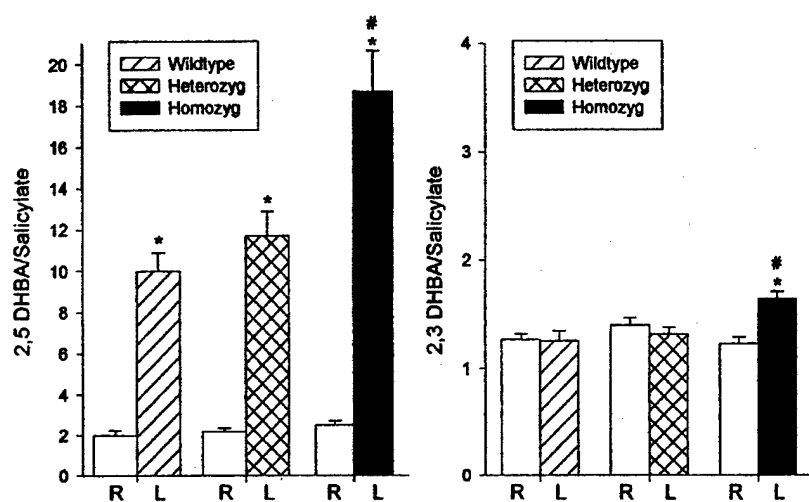 2,5 DHBA/Salicylate
20
18
16
14
12
10
8
6
4
2
0
Wildtype
Heterozyg
Homozyg
*
*
#
*
R L R L R L
2,3 DHBA/Salicylate
4
3
2
1
0
Wildtype
Heterozyg
Homozyg
#
*
R L R L R L